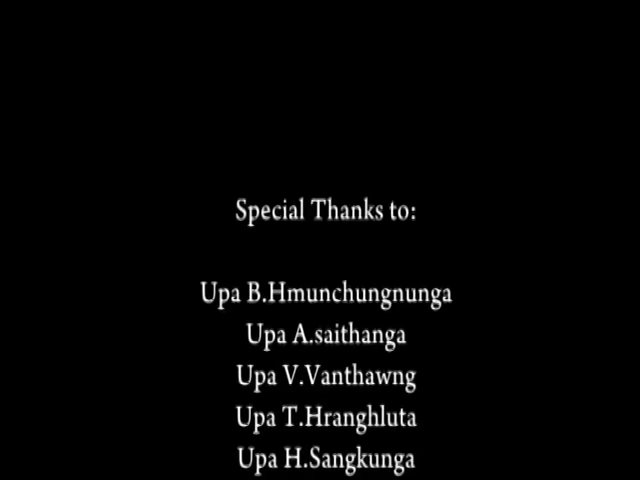 Special Thanks to:
Upa B.Hmunchungnunga
Upa A.saithanga
Upa V.Vanthawng
Upa T.Hranghluta
Upa H.Sangkunga